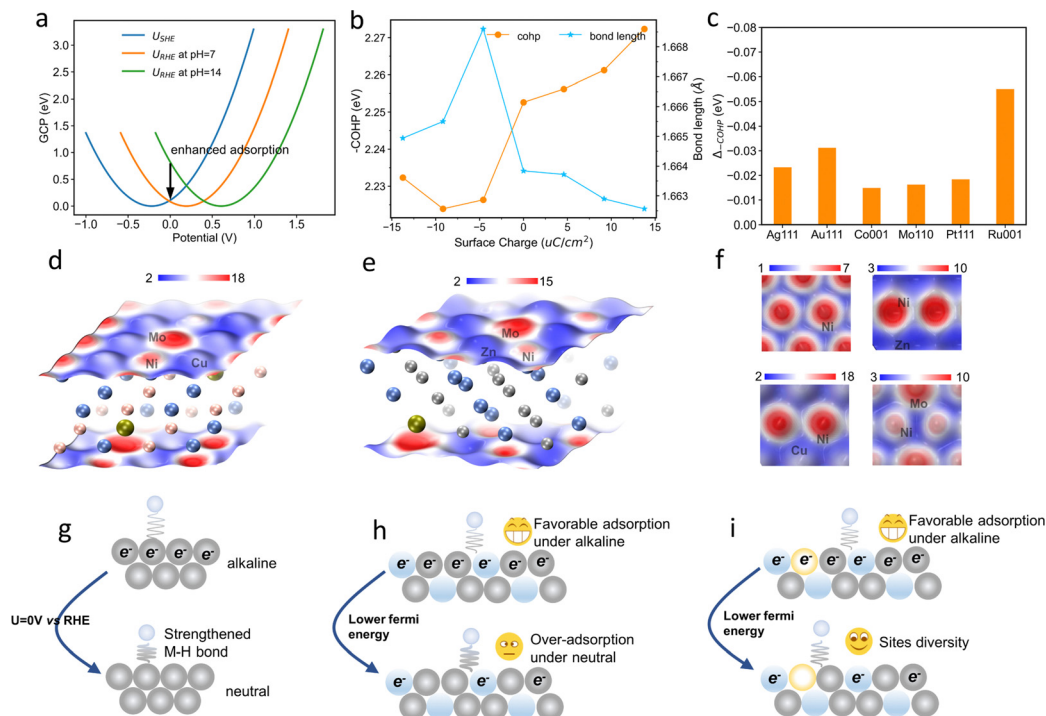 a
GCP (eV)
3.0
2.5
2.0
1.5
1.0
0.5
0.0
U_SHE
U_RHE at pH=7
U_RHE at pH=14
enhanced adsorption
−1.0 −0.5 0.0 0.5 1.0 1.5
Potential (V)
b
-COHP (eV)
2.27
2.26
2.25
2.24
2.23
cohp
bond length
1.668
1.667
1.666
1.665
1.664
1.663
Bond length (Å)
−15 −10 −5 0 5 10 15
Surface Charge (uC/cm²)
c
Δ_−COHP (eV)
−0.08
−0.06
−0.05
−0.03
−0.02
0.00
Ag111 Au111 Co001 Mo110 Pt111 Ru001
d
2 18
Mo
Ni
Cu
e
2 15
Mo
Zn
Ni
f
1 7
Ni
3 10
Ni
Zn
2 18
Ni
Cu
3 10
Mo
Ni
g
e⁻ e⁻ e⁻ e⁻
alkaline
U=0V vs RHE
Strengthened
M-H bond
neutral
h
Favorable adsorption
under alkaline
e⁻ e⁻ e⁻ e⁻ e⁻ e⁻
Lower fermi
energy
Over-adsorption
under neutral
e⁻ e⁻ e⁻
i
Favorable adsorption
under alkaline
e⁻ e⁻ e⁻ e⁻ e⁻ e⁻
Lower fermi
energy
Sites diversity
e⁻ e⁻ e⁻